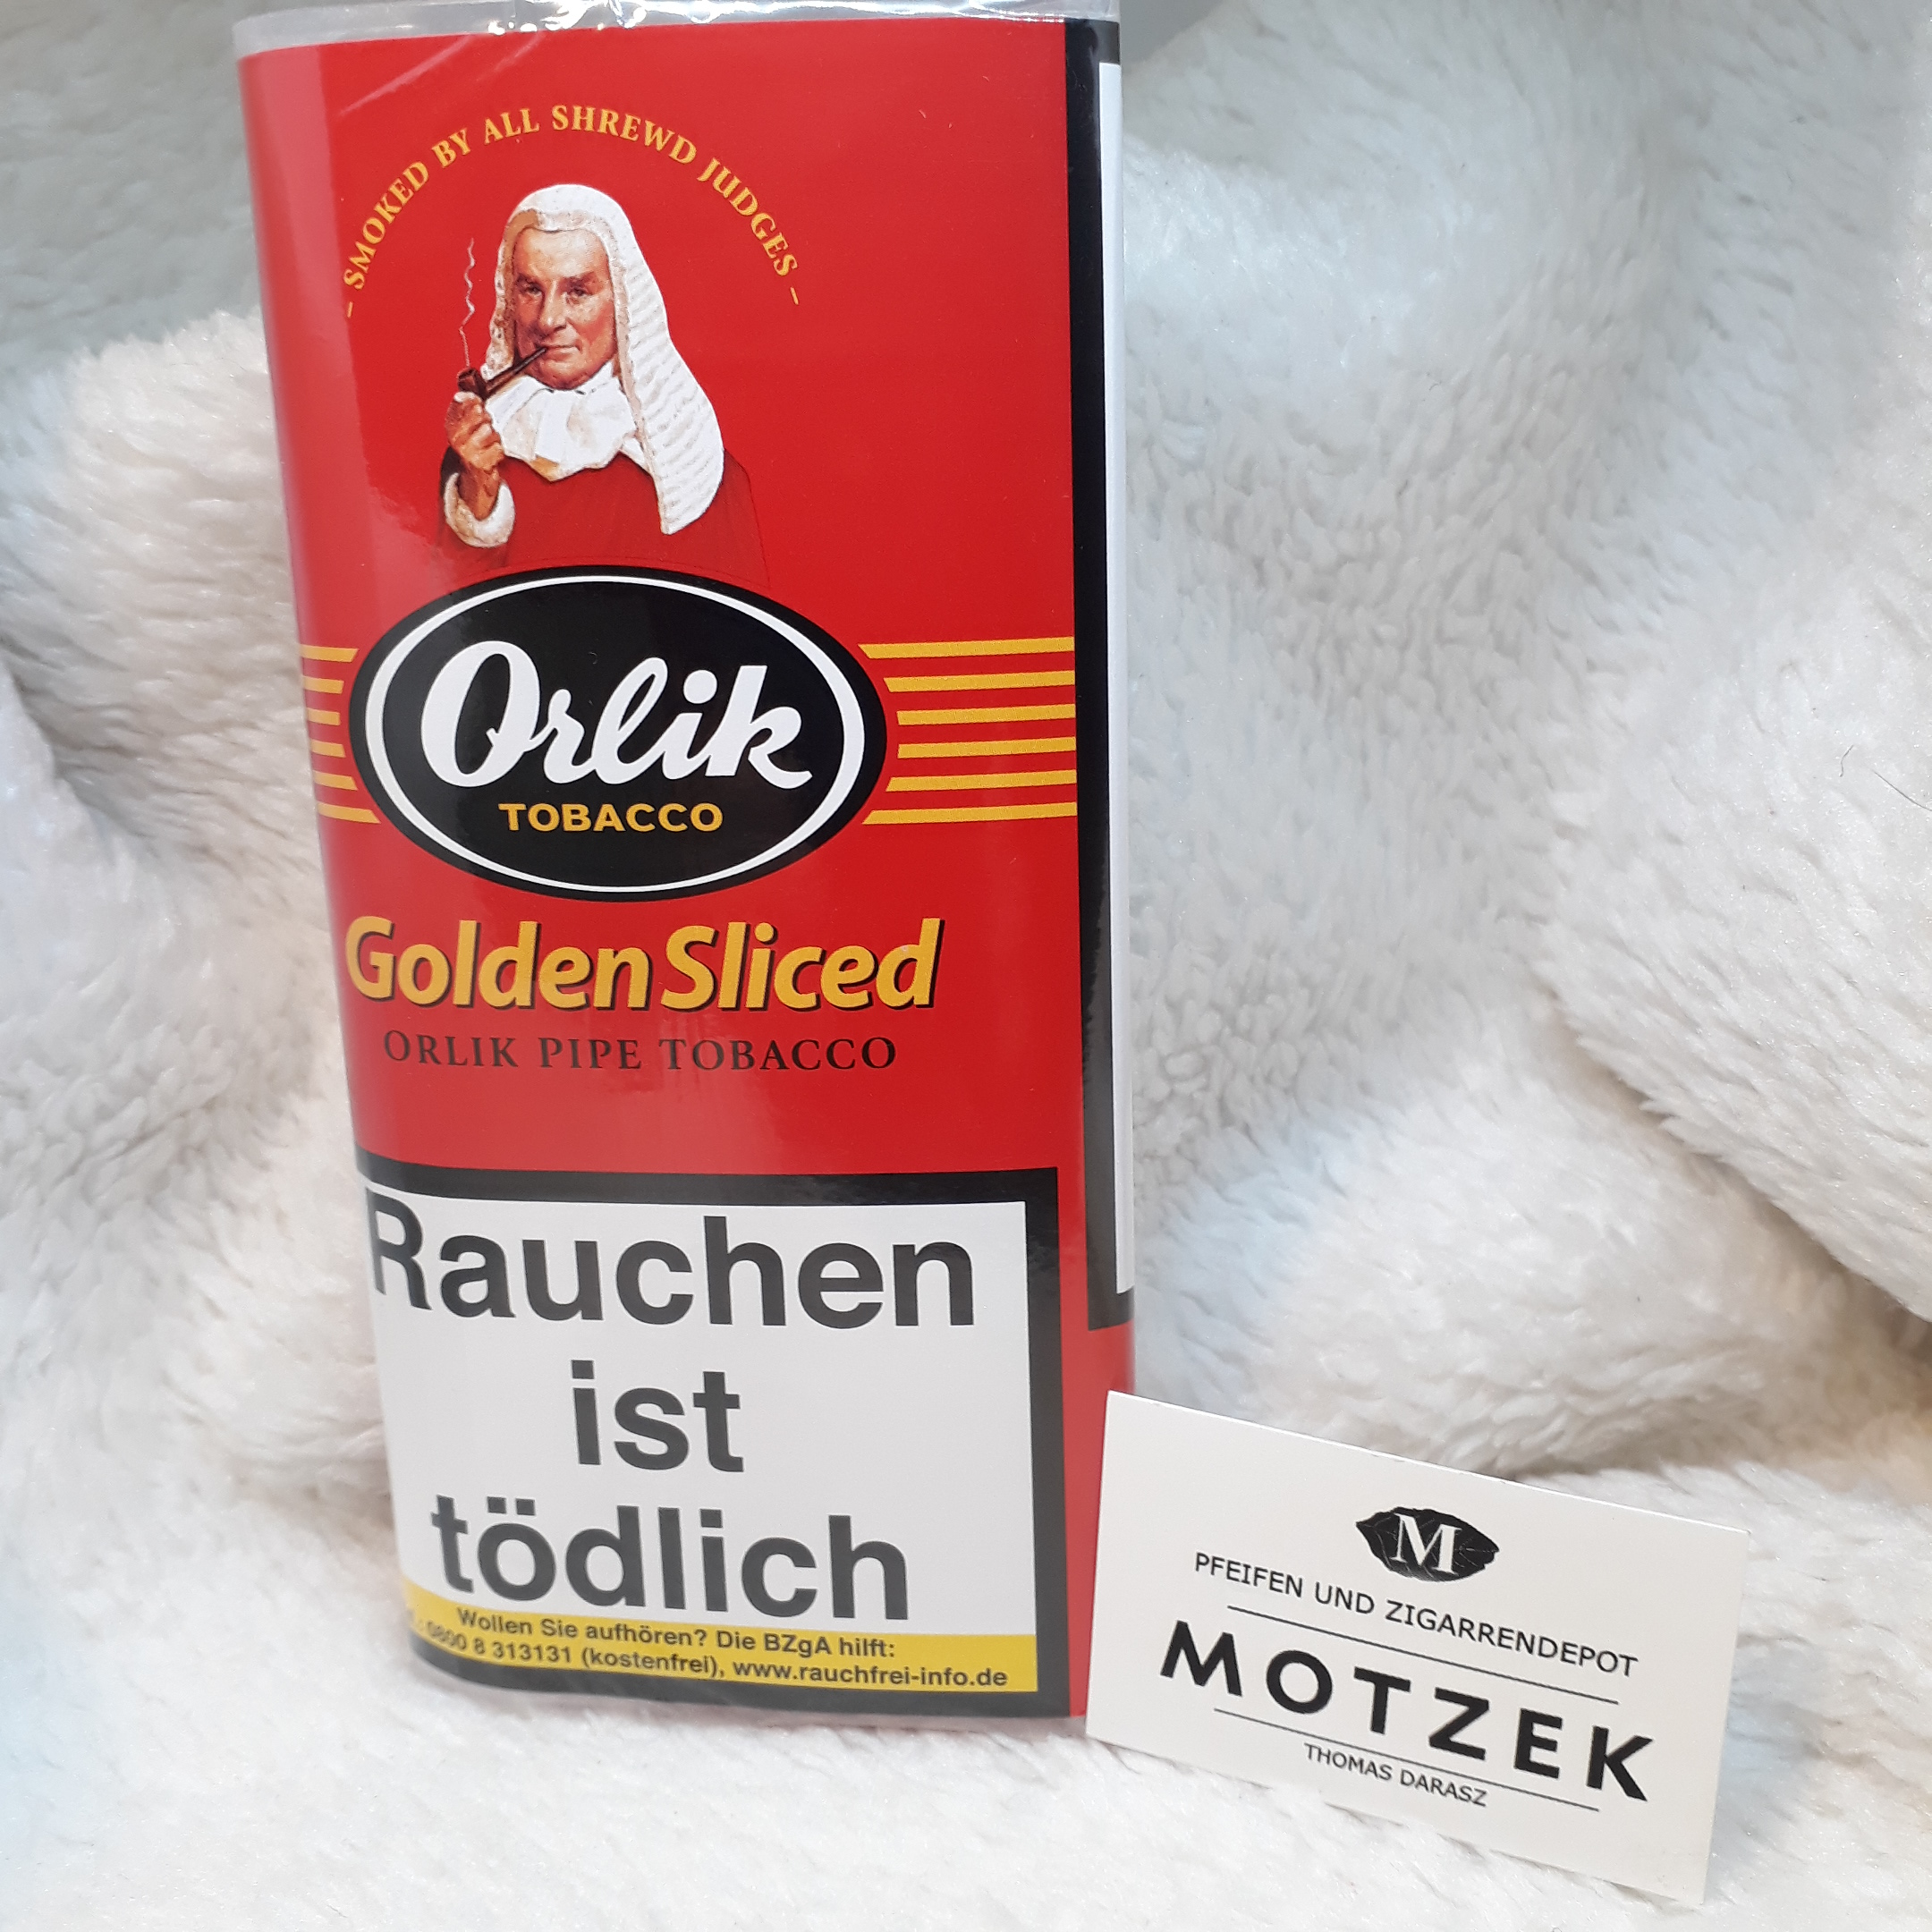 – SMOKED BY ALL SHREWD JUDGES –
Orlik
TOBACCO
Golden Sliced
ORLIK PIPE TOBACCO
Rauchen
ist
tödlich
Wollen Sie aufhören? Die BZgA hilft:
0800 8 313131 (kostenfrei), www.rauchfrei-info.de
M
PFEIFEN UND ZIGARRENDEPOT
MOTZEK
THOMAS DARASZ